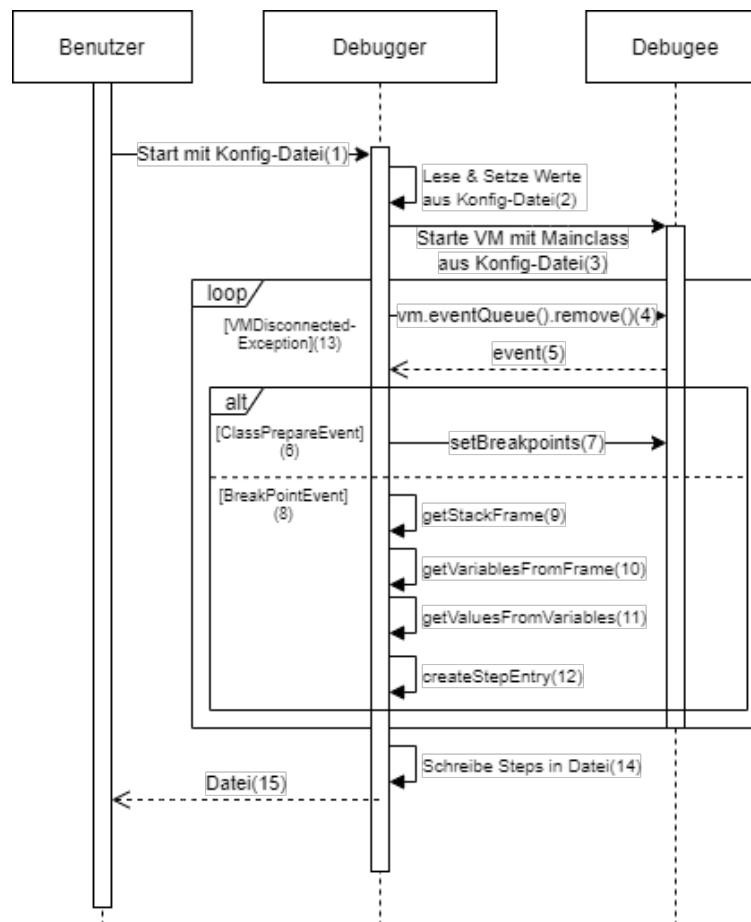 Benutzer
Debugger
Debugee
Start mit Konfig-Datei(1)
Lese & Setze Werte
aus Konfig-Datei(2)
Starte VM mit Mainclass
aus Konfig-Datei(3)
loop
[VMDisconnected-
Exception](13)
vm.eventQueue().remove()(4)
event(5)
alt
[ClassPrepareEvent]
(6)
setBreakpoints(7)
[BreakPointEvent]
(8)
getStackFrame(9)
getVariablesFromFrame(10)
getValuesFromVariables(11)
createStepEntry(12)
Schreibe Steps in Datei(14)
Datei(15)